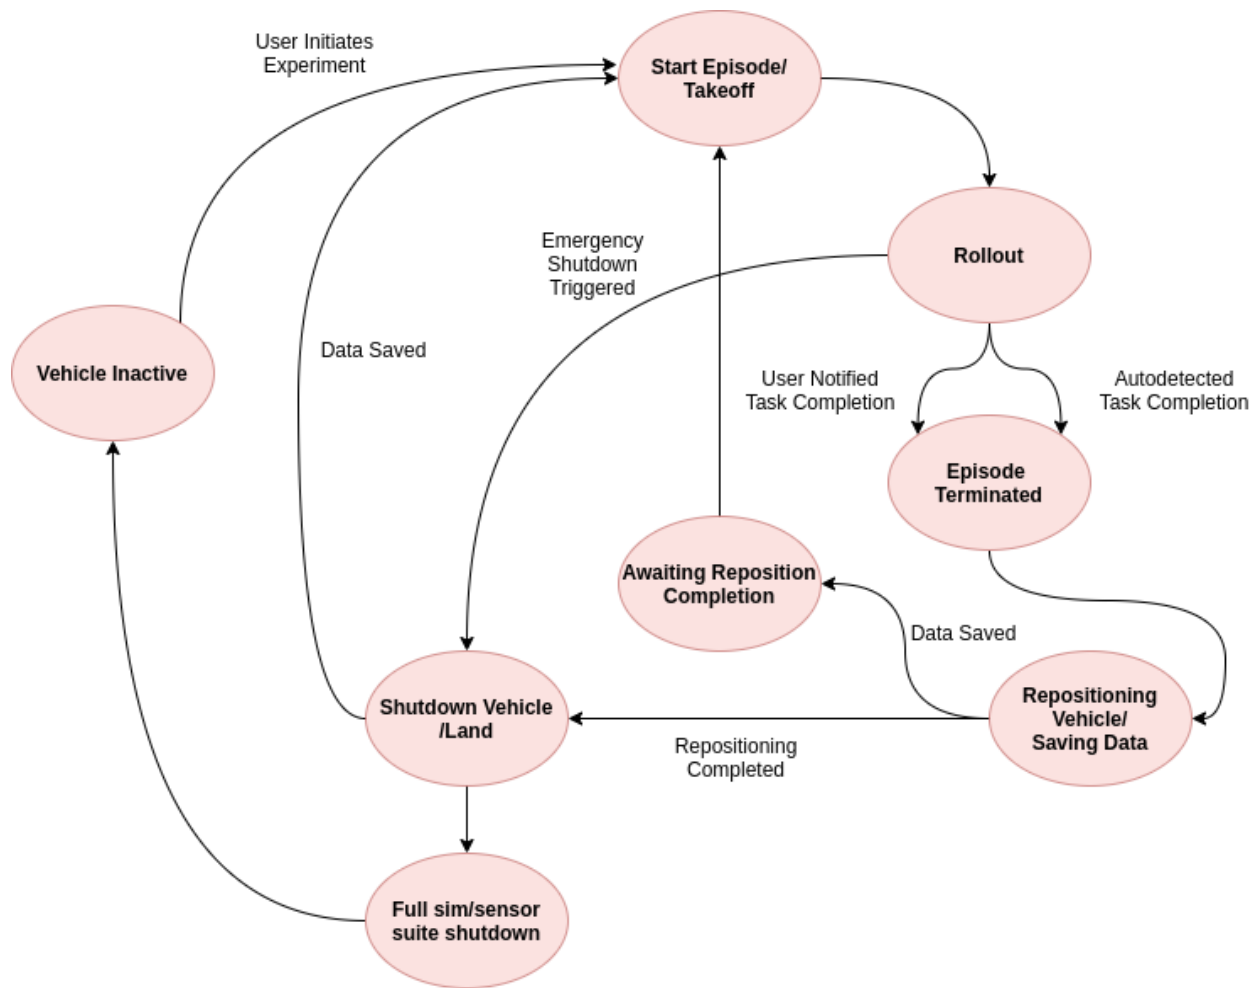 User Initiates
Experiment
Start Episode/
Takeoff
Emergency
Shutdown
Triggered
Rollout
Data Saved
Vehicle Inactive
User Notified
Task Completion
Autodetected
Task Completion
Episode
Terminated
Awaiting Reposition
Completion
Data Saved
Shutdown Vehicle
/Land
Repositioning
Completed
Repositioning
Vehicle/
Saving Data
Full sim/sensor
suite shutdown